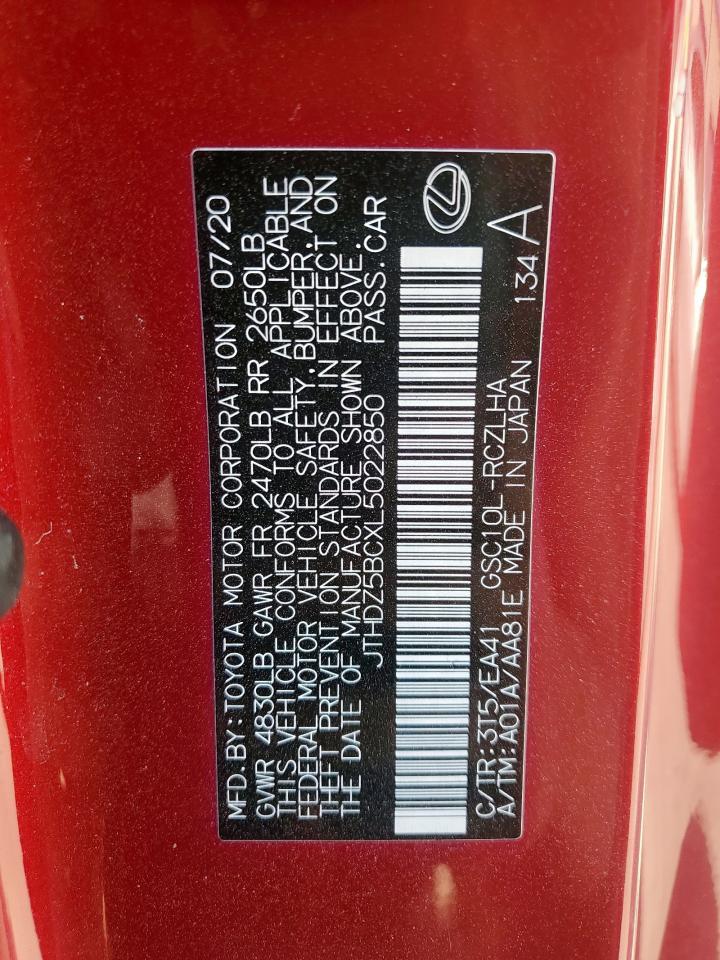 MFD. BY: TOYOTA MOTOR CORPORATION 07/20
GVWR 4830LB GAWR FR 2470LB RR 2650LB
THIS VEHICLE CONFORMS TO ALL APPLICABLE
FEDERAL MOTOR VEHICLE SAFETY, BUMPER, AND
THEFT PREVENTION STANDARDS IN EFFECT ON
THE DATE OF MANUFACTURE SHOWN ABOVE.
JTHDZ5BCXL5022850 PASS. CAR
C/TR: 3T5/EA41 GSC10L-RCZLHA
A/TM: A01A/AA81E MADE IN JAPAN 134 A